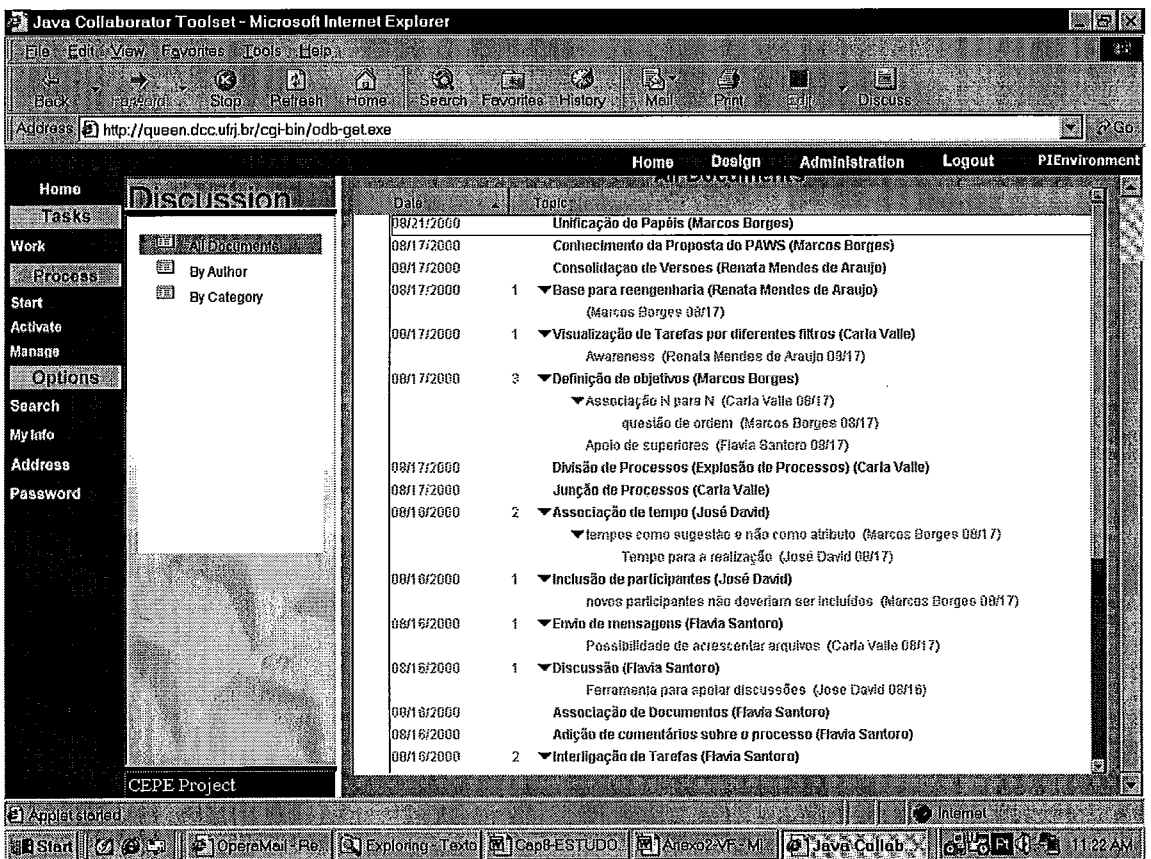 Java Collaborator Toolset - Microsoft Internet Explorer
File Edit View Favorites Tools Help
Back Forward Stop Refresh Home Search Favorites History Mail Print Edit Discuss
Address http://queen.dcc.ufrj.br/cgi-bin/odb-get.exe Go
Home Design Administration Logout PIEnvironment
Home
Tasks
Work
Process
Start
Activate
Manage
Options
Search
My Info
Address
Password
Discussion
All Documents
By Author
By Category
CEPE Project
All Documents
Date Topic
08/21/2000 Unificação de Papéis (Marcos Borges)
08/17/2000 Conhecimento da Proposta do PAWS (Marcos Borges)
08/17/2000 Consolidaçao de Versoes (Renata Mendes de Araujo)
08/17/2000 1 Base para reengenharia (Renata Mendes de Araujo)
(Marcos Borges 08/17)
08/17/2000 1 Visualização de Tarefas por diferentes filtros (Carla Valle)
Awareness (Renata Mendes de Araujo 08/17)
08/17/2000 3 Definição de objetivos (Marcos Borges)
Associação N para N (Carla Valle 08/17)
questão de ordem (Marcos Borges 08/17)
Apoio de superiores (Flavia Santoro 08/17)
08/17/2000 Divisão de Processos (Explosão de Processos) (Carla Valle)
08/17/2000 Junção de Processos (Carla Valle)
08/16/2000 2 Associação de tempo (José David)
tempos como sugestão e não como atributo (Marcos Borges 08/17)
Tempo para a realização (José David 08/17)
08/16/2000 1 Inclusão de participantes (José David)
novos participantes não deveriam ser incluídos (Marcos Borges 08/17)
08/16/2000 1 Envio de mensagens (Flavia Santoro)
Possibilidade de acrescentar arquivos (Carla Valle 08/17)
08/16/2000 1 Discussão (Flavia Santoro)
Ferramenta para apoiar discussões (Jose David 08/16)
08/16/2000 Associação de Documentos (Flavia Santoro)
08/16/2000 Adição de comentários sobre o processo (Flavia Santoro)
08/16/2000 2 Interligação de Tarefas (Flavia Santoro)
Applet started Internet
Start OperaMail - Re... Exploring - Texto Cap8-ESTUDO... Anexo2-VF - Mi... Java Collab... 11:22 AM